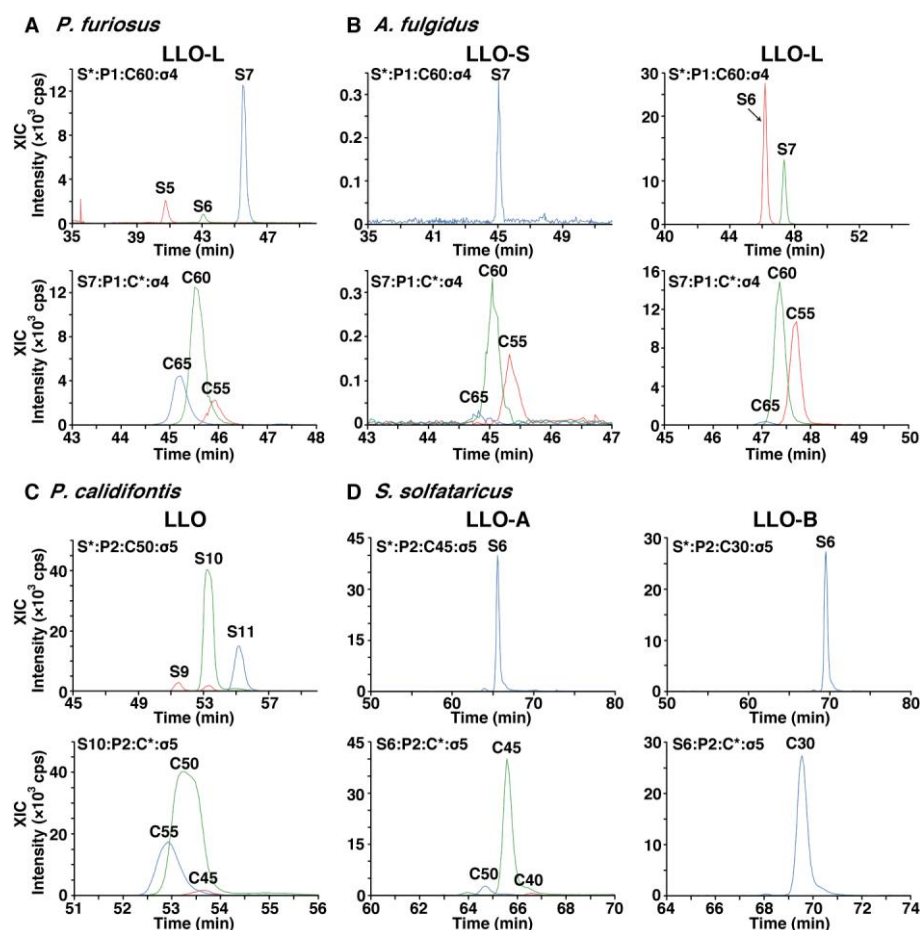 A P. furiosus
LLO-L
S*:P1:C60:σ4
S7
S5
S6
XIC
Intensity (×10³ cps)
12
8
4
0
35 39 43 47
Time (min)
S7:P1:C*:σ4
C60
C65
C55
XIC
Intensity (×10³ cps)
12
8
4
0
43 44 45 46 47 48
Time (min)
B A. fulgidus
LLO-S
S*:P1:C60:σ4
S7
0.3
0.2
0.1
0
35 41 45 49
Time (min)
S7:P1:C*:σ4
C60
C55
C65
0.3
0.2
0.1
0
43 44 45 46 47
Time (min)
LLO-L
S*:P1:C60:σ4
S6
S7
30
20
10
0
40 44 48 52
Time (min)
S7:P1:C*:σ4
C60
C55
C65
16
12
8
4
0
45 46 47 48 49 50
Time (min)
C P. calidifontis
LLO
S*:P2:C50:σ5
S10
S11
S9
XIC
Intensity (×10³ cps)
40
20
0
45 49 53 57
Time (min)
S10:P2:C*:σ5
C50
C55
C45
XIC
Intensity (×10³ cps)
40
20
0
51 52 53 54 55 56
Time (min)
D S. solfataricus
LLO-A
S*:P2:C45:σ5
S6
45
30
15
0
50 60 70 80
Time (min)
S6:P2:C*:σ5
C45
C50
C40
45
30
15
0
60 62 64 66 68 70
Time (min)
LLO-B
S*:P2:C30:σ5
S6
30
20
10
0
50 60 70 80
Time (min)
S6:P2:C*:σ5
C30
30
20
10
0
64 66 68 70 72 74
Time (min)